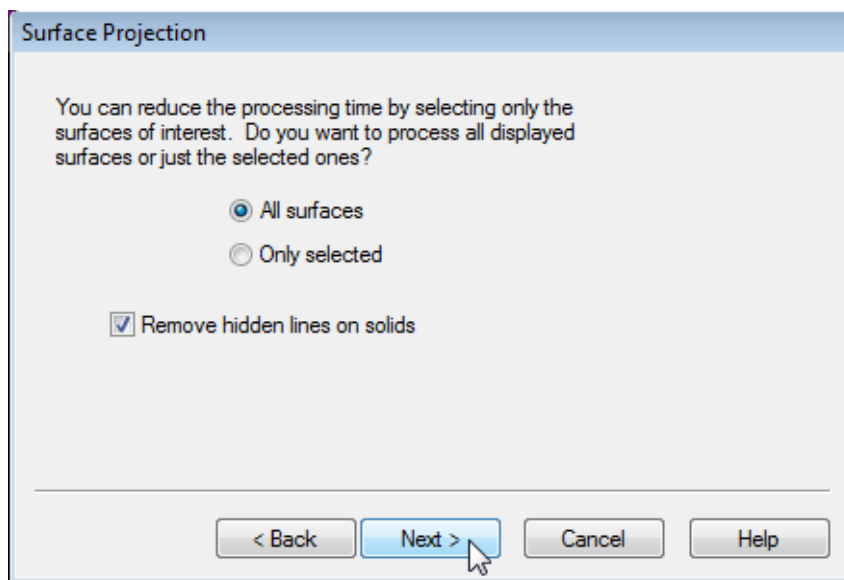 Surface Projection
You can reduce the processing time by selecting only the
surfaces of interest.  Do you want to process all displayed
surfaces or just the selected ones?
All surfaces
Only selected
Remove hidden lines on solids
< Back
Next >
Cancel
Help